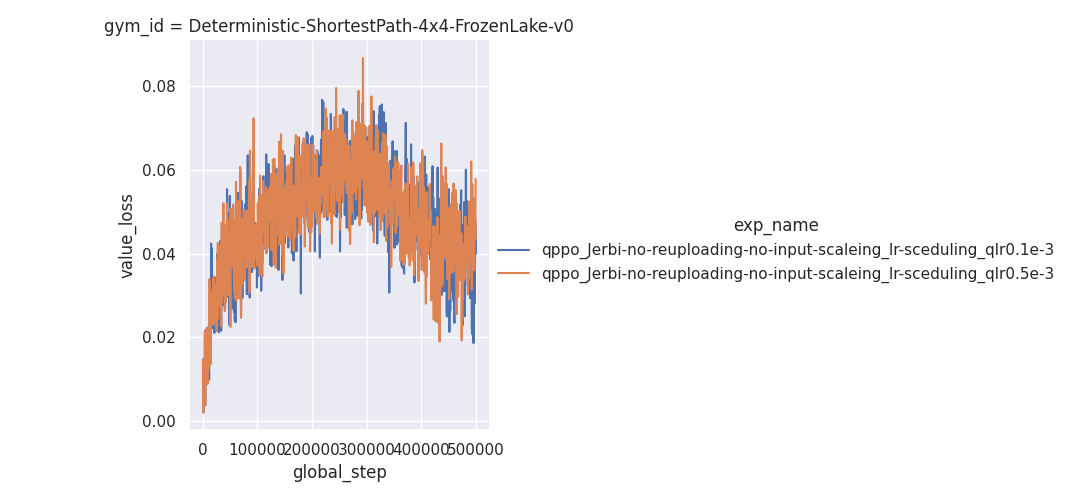 gym_id = Deterministic-ShortestPath-4x4-FrozenLake-v0
0.08
0.06
0.04
0.02
0.00
value_loss
0 100000 200000 300000 400000 500000
global_step
exp_name
qppo_Jerbi-no-reuploading-no-input-scaleing_lr-sceduling_qlr0.1e-3
qppo_Jerbi-no-reuploading-no-input-scaleing_lr-sceduling_qlr0.5e-3